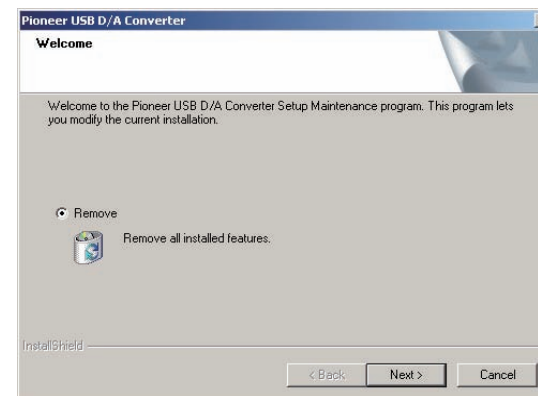 Pioneer USB D/A Converter
Welcome
Welcome to the Pioneer USB D/A Converter Setup Maintenance program. This program lets
you modify the current installation.
Remove
Remove all installed features.
InstallShield
< Back
Next >
Cancel